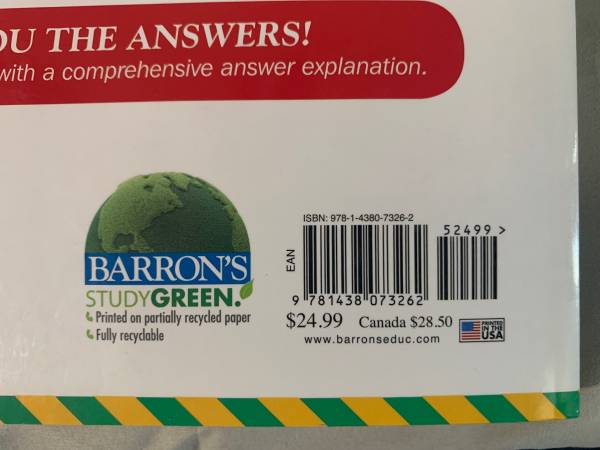 OU THE ANSWERS!
with a comprehensive answer explanation.
BARRON'S
STUDYGREEN.
Printed on partially recycled paper
Fully recyclable
ISBN: 978-1-4380-7326-2
52499 >
EAN
9 781438 073262
$24.99 Canada $28.50
PRINTED IN THE USA
www.barronseduc.com